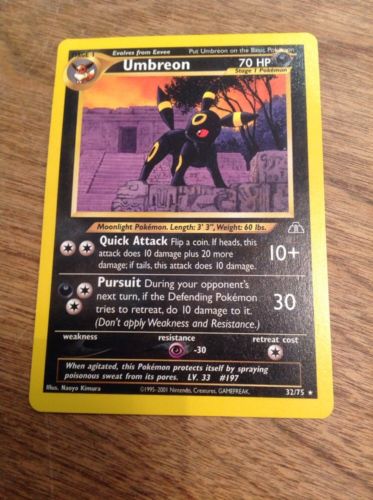 STAGE 1
Evolves from Eevee
Put Umbreon on the Basic Pokémon
Umbreon
70 HP
Stage 1 Pokémon
Moonlight Pokémon. Length: 3' 3", Weight: 60 lbs.
Quick Attack Flip a coin. If heads, this
attack does 10 damage plus 20 more
damage; if tails, this attack does 10 damage.
10+
Pursuit During your opponent's
next turn, if the Defending Pokémon
tries to retreat, do 10 damage to it.
(Don't apply Weakness and Resistance.)
30
weakness
resistance
retreat cost
-30
When agitated, this Pokémon protects itself by spraying
poisonous sweat from its pores. LV. 33 #197
Illus. Naoyo Kimura
©1995-2001 Nintendo, Creatures, GAMEFREAK.
32/75 ★